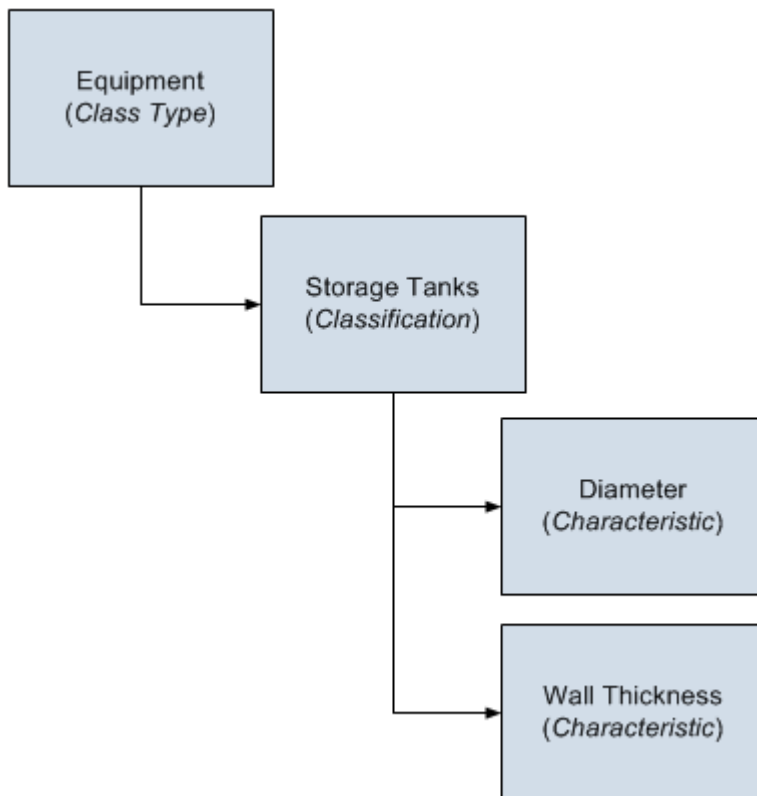 Equipment
(Class Type)
Storage Tanks
(Classification)
Diameter
(Characteristic)
Wall Thickness
(Characteristic)